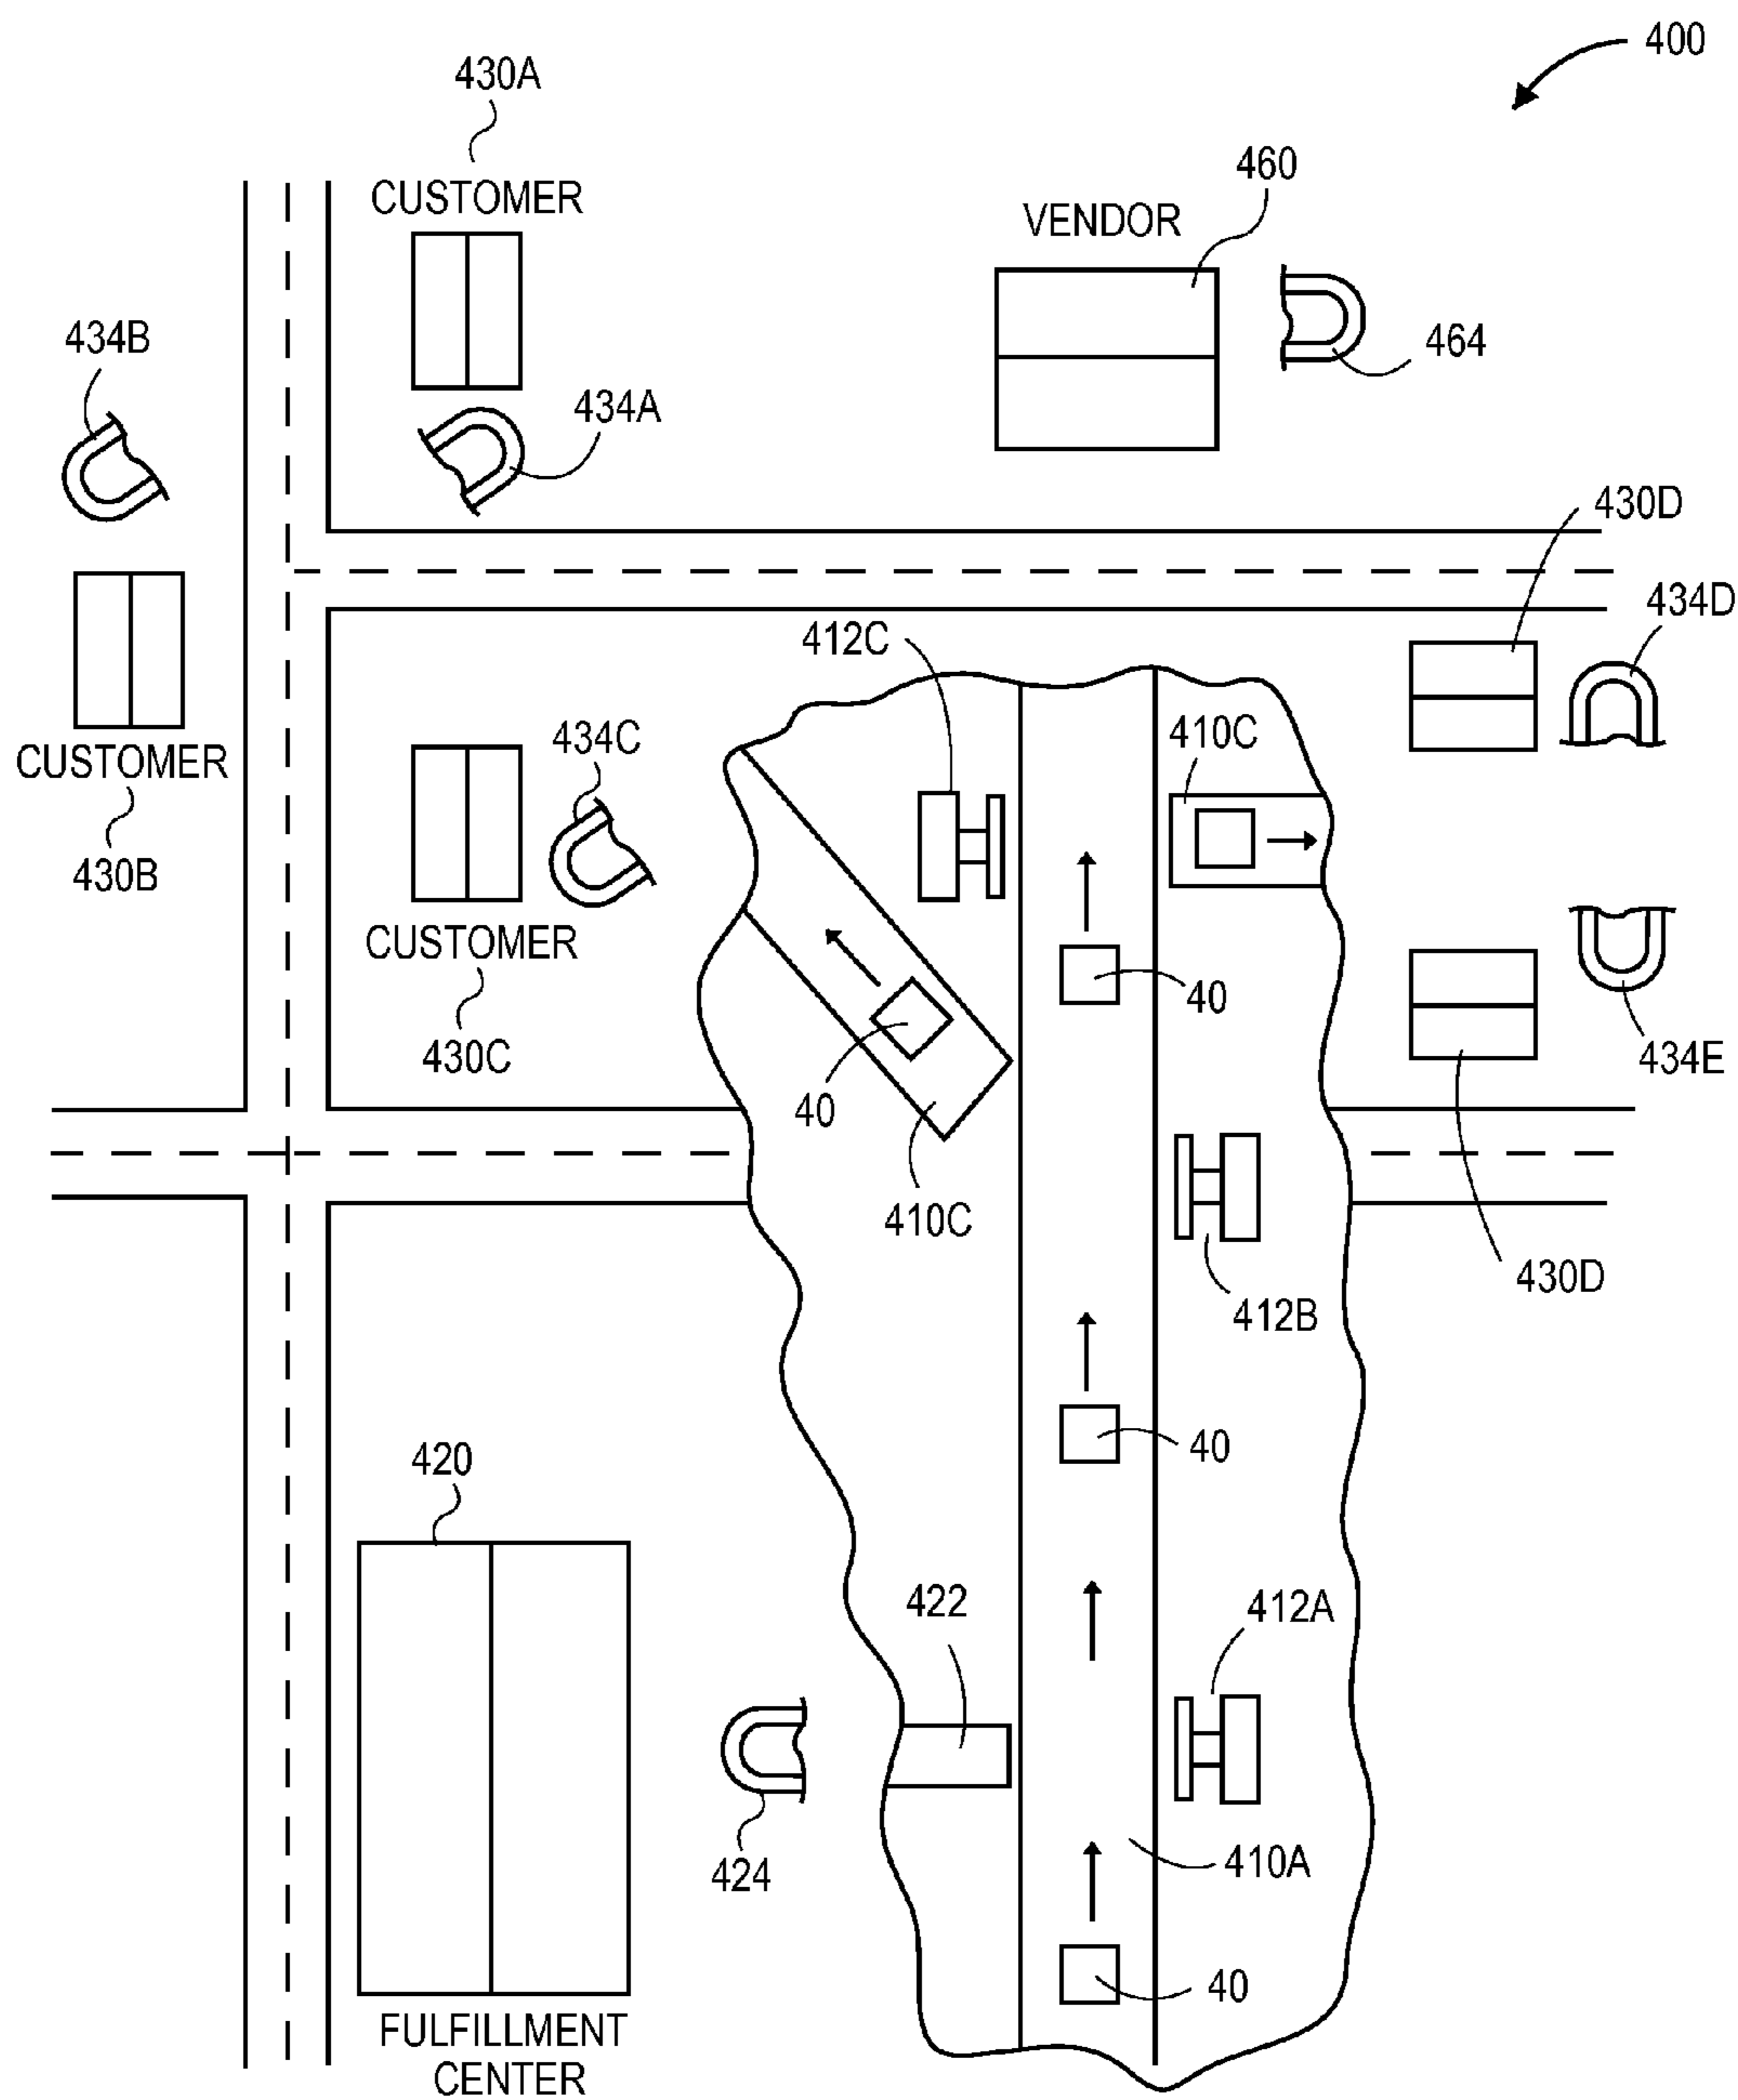 400
430A
CUSTOMER
460
VENDOR
434B
464
434A
430D
434D
412C
410C
434C
CUSTOMER
430B
CUSTOMER
40
430C
434E
40
410C
430D
412B
40
420
422
412A
410A
424
40
FULFILLMENT
CENTER